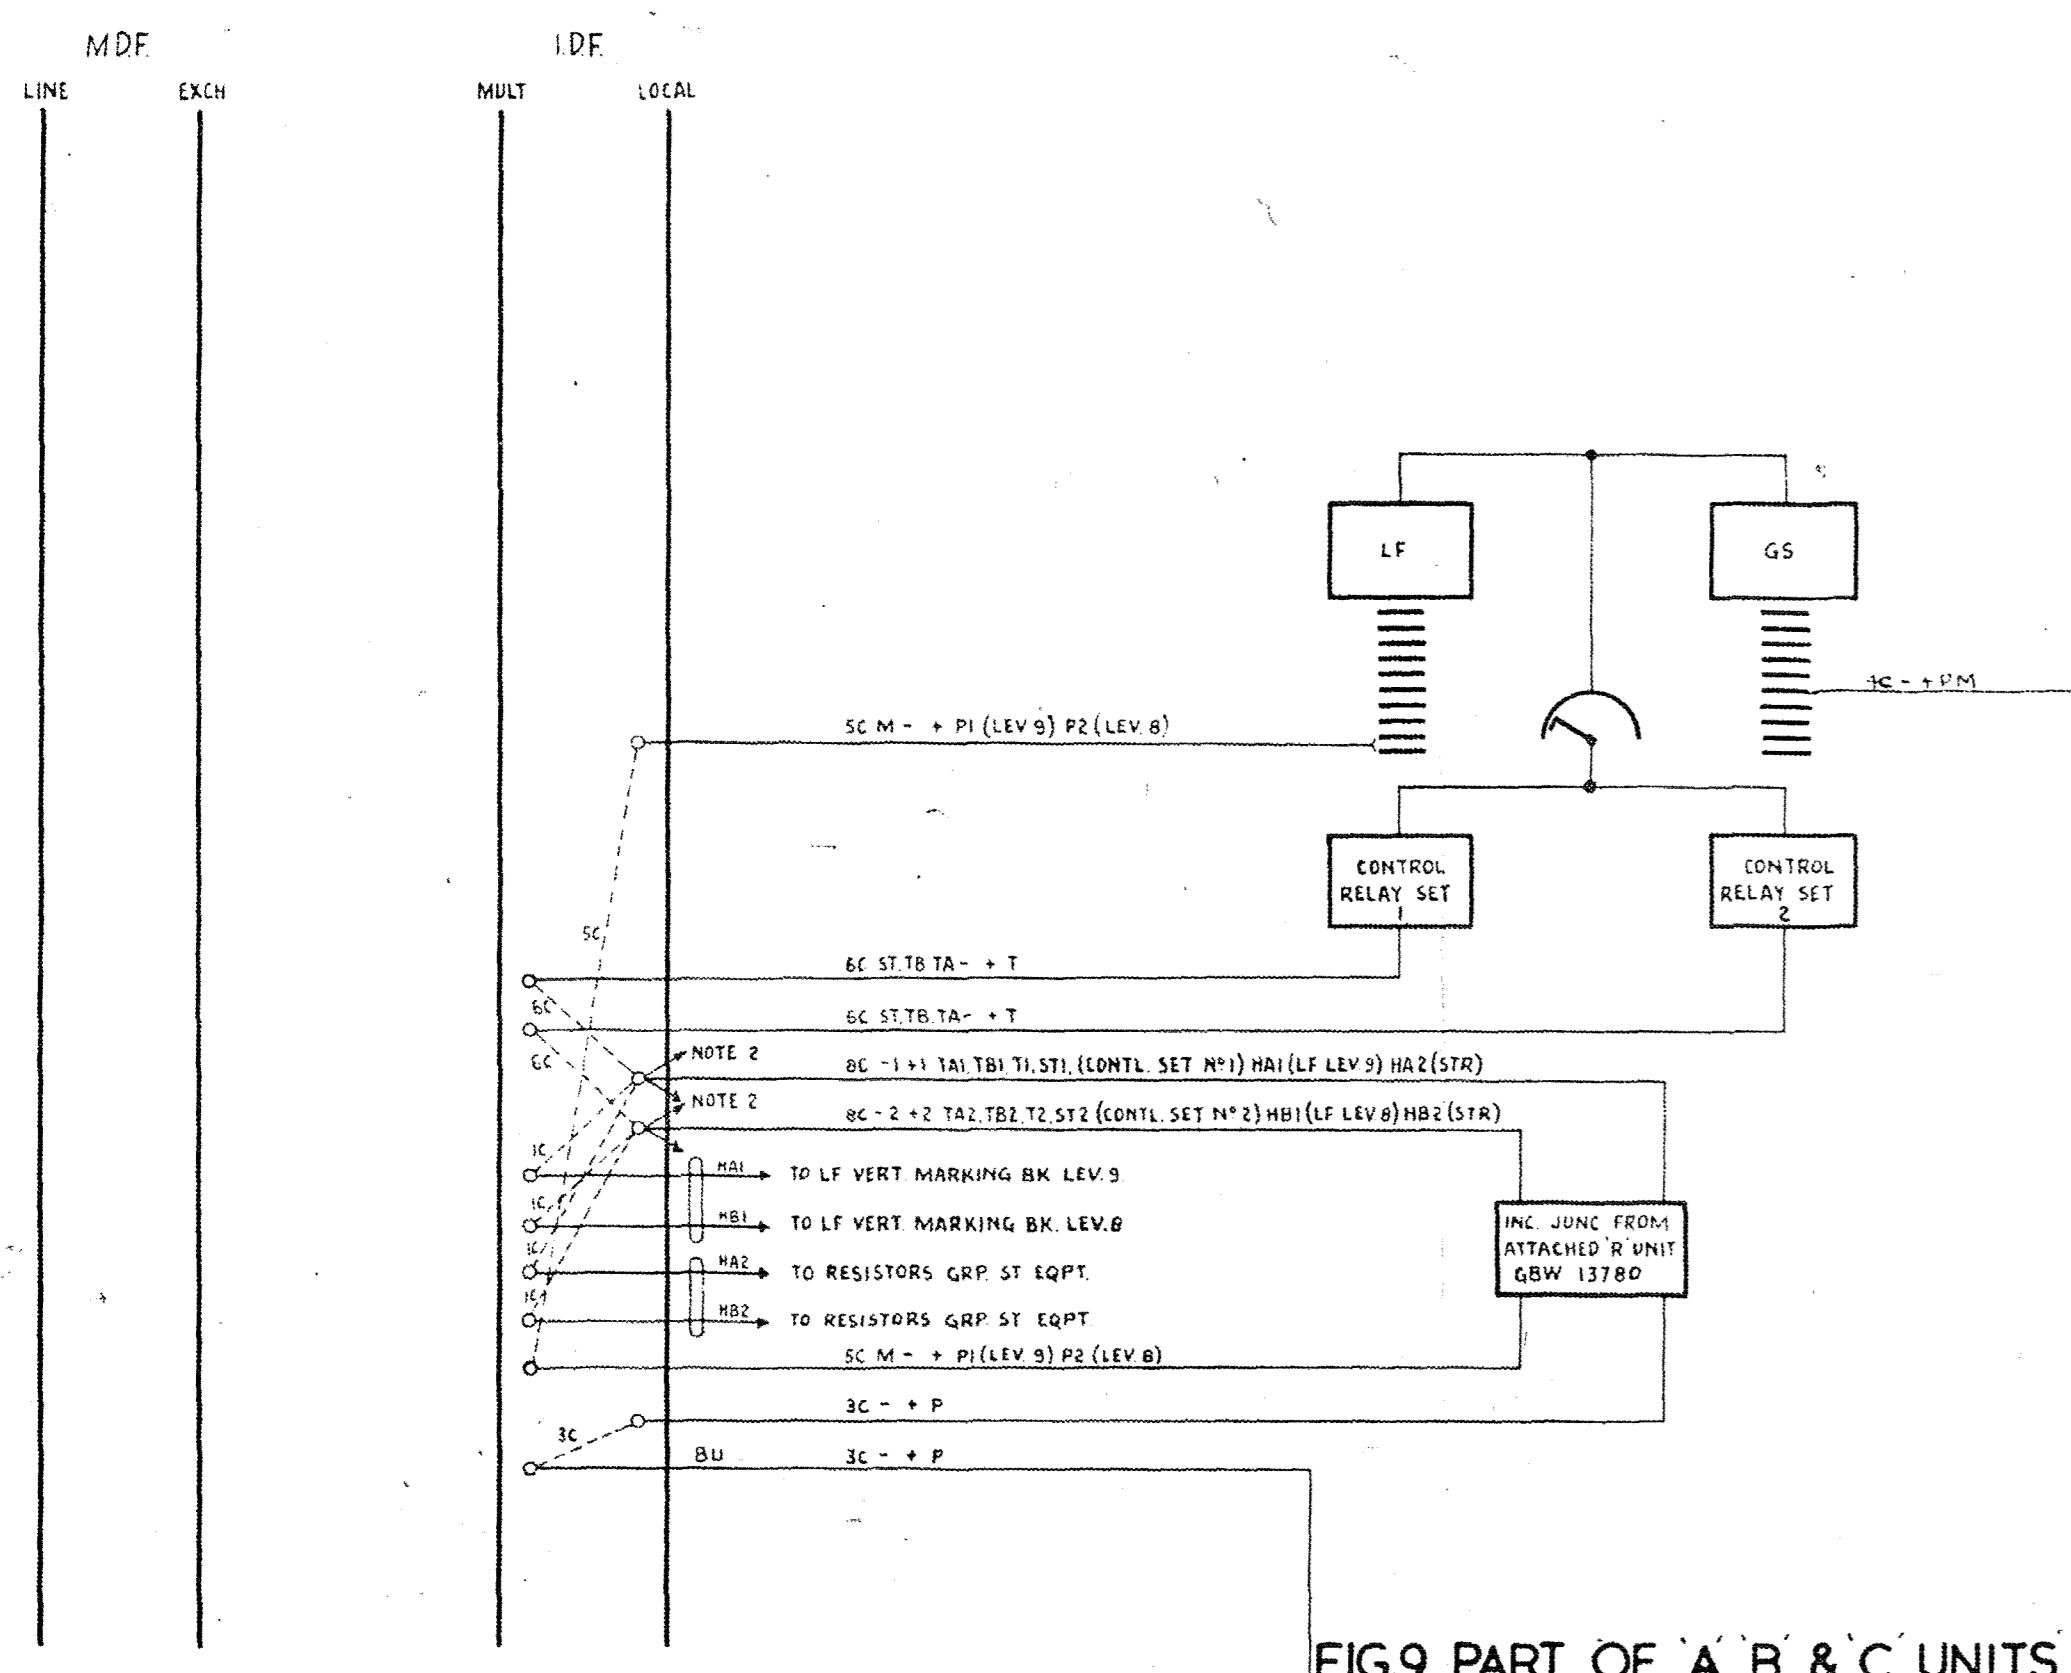 M.D.F. I.D.F.
LINE EXCH MULT LOCAL
LF GS
4C - + PM
5C M - + P1 (LEV 9) P2 (LEV. 8)
CONTROL RELAY SET 1
CONTROL RELAY SET 2
5C
6C ST.TB TA - + T
6C
6C ST.TB.TA - + T
6C
NOTE 2
8C -1 +1 TA1, TB1, T1, ST1, (CONTL. SET Nº1) HA1 (LF LEV.9) HA2 (STR)
NOTE 2
8C -2 +2 TA2, TB2, T2, ST2 (CONTL. SET Nº2) HB1 (LF LEV 8) HB2 (STR)
1C
HA1 TO LF VERT. MARKING BK LEV. 9
1C
HB1 TO LF VERT. MARKING BK. LEV.8
1C
HA2 TO RESISTORS GRP. ST EQPT.
1C
HB2 TO RESISTORS GRP. ST EQPT
INC. JUNC FROM
ATTACHED 'R' UNIT
GBW 13780
5C M - + P1 (LEV. 9) P2 (LEV. 8)
3C - + P
3C
BU 3C - + P
FIG.9 PART OF 'A' 'B' & 'C' UNITS